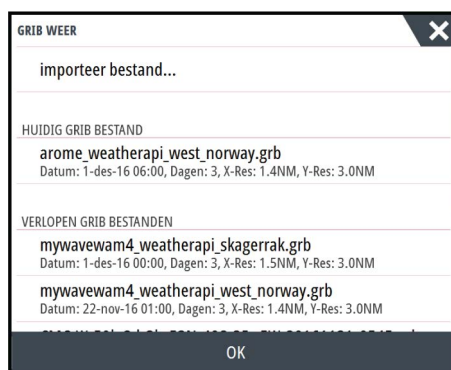 GRIB WEER
importeer bestand...
HUIDIG GRIB BESTAND
arome_weatherapi_west_norway.grb
Datum: 1-des-16 06:00, Dagen: 3, X-Res: 1.4NM, Y-Res: 3.0NM
VERLOPEN GRIB BESTANDEN
mywavewam4_weatherapi_skagerrak.grb
Datum: 1-des-16 00:00, Dagen: 3, X-Res: 1.5NM, Y-Res: 3.0NM
mywavewam4_weatherapi_west_norway.grb
Datum: 22-nov-16 01:00, Dagen: 3, X-Res: 1.4NM, Y-Res: 3.0NM
OK